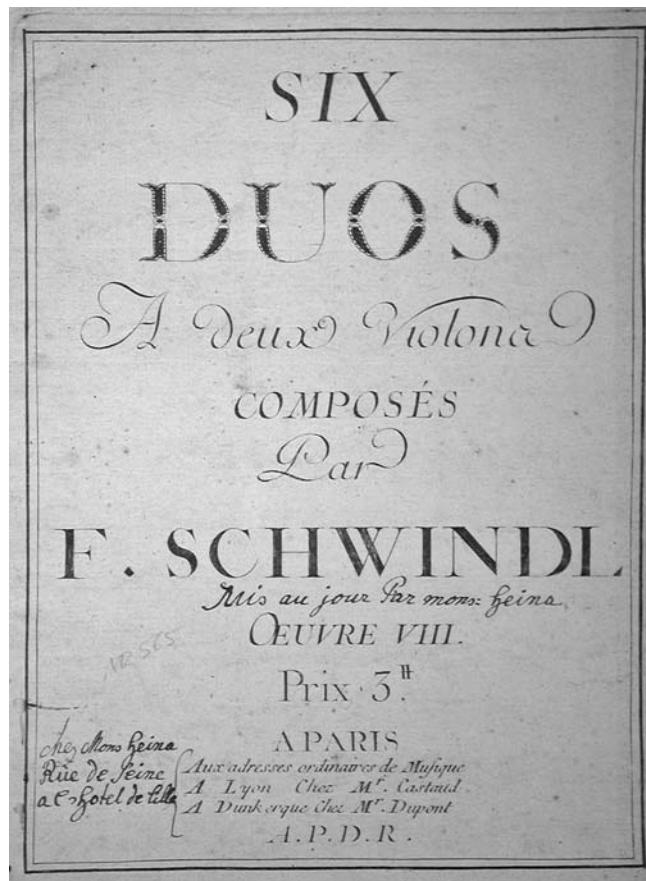 SIX
DUOS
A deux Violons
COMPOSÉS
Par
F. SCHWINDL
Mis au jour Par mons: heina
ŒUVRE VIII.
Prix 3.ᵗᵗ
12565
A PARIS
chez Mons heina
Rüe de Seine
a L'hotel de Lille
Aux adresses ordinaires de Musique
A Lyon Chez Mr. Castaud
A Dunkerque Chez Mr. Dupont
A.P.D.R.